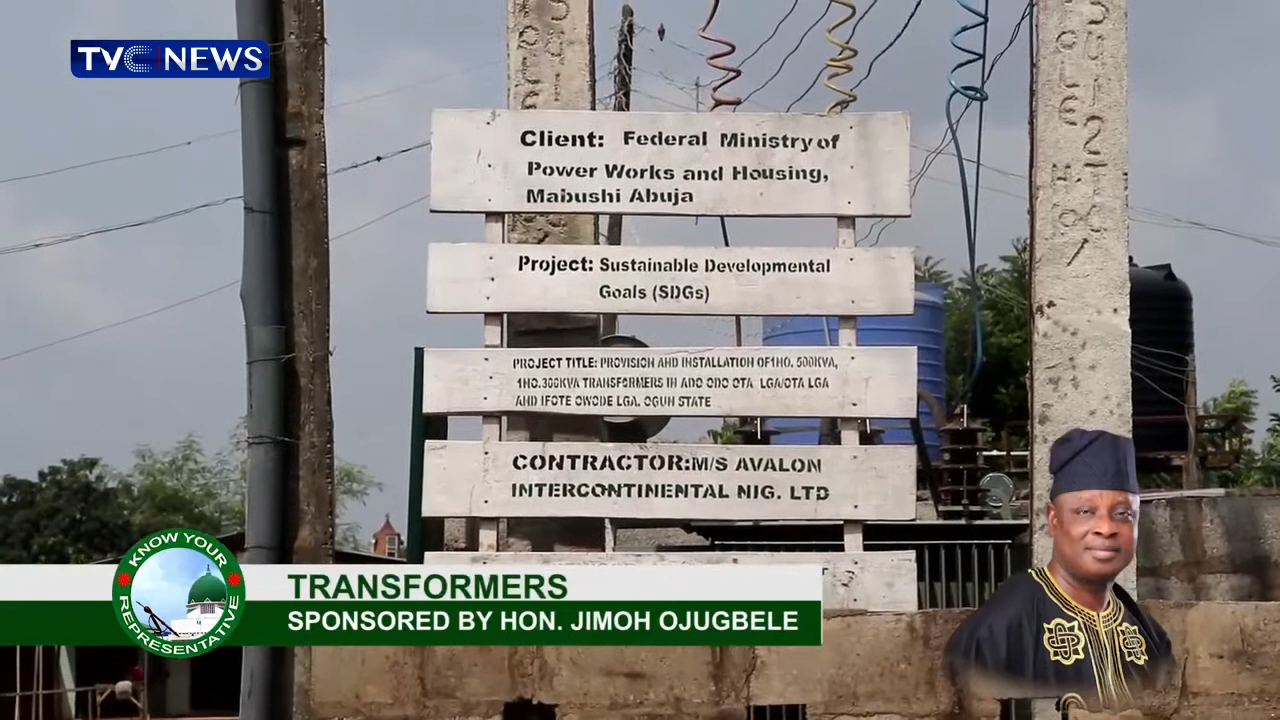 TVC NEWS
Client: Federal Ministry of
Power Works and Housing,
Mabushi Abuja
Project: Sustainable Developmental
Goals (SDGs)
PROJECT TITLE: PROVISION AND INSTALLATION OF1NO. 500KVA,
1NO.300KVA TRANSFORMERS IN ADO ODO OTA LGA/OTA LGA
AND IFOTE OWODE LGA. OGUN STATE
CONTRACTOR:M/S AVALON
INTERCONTINENTAL NIG. LTD
KNOW YOUR
REPRESENTATIVE
TRANSFORMERS
SPONSORED BY HON. JIMOH OJUGBELE